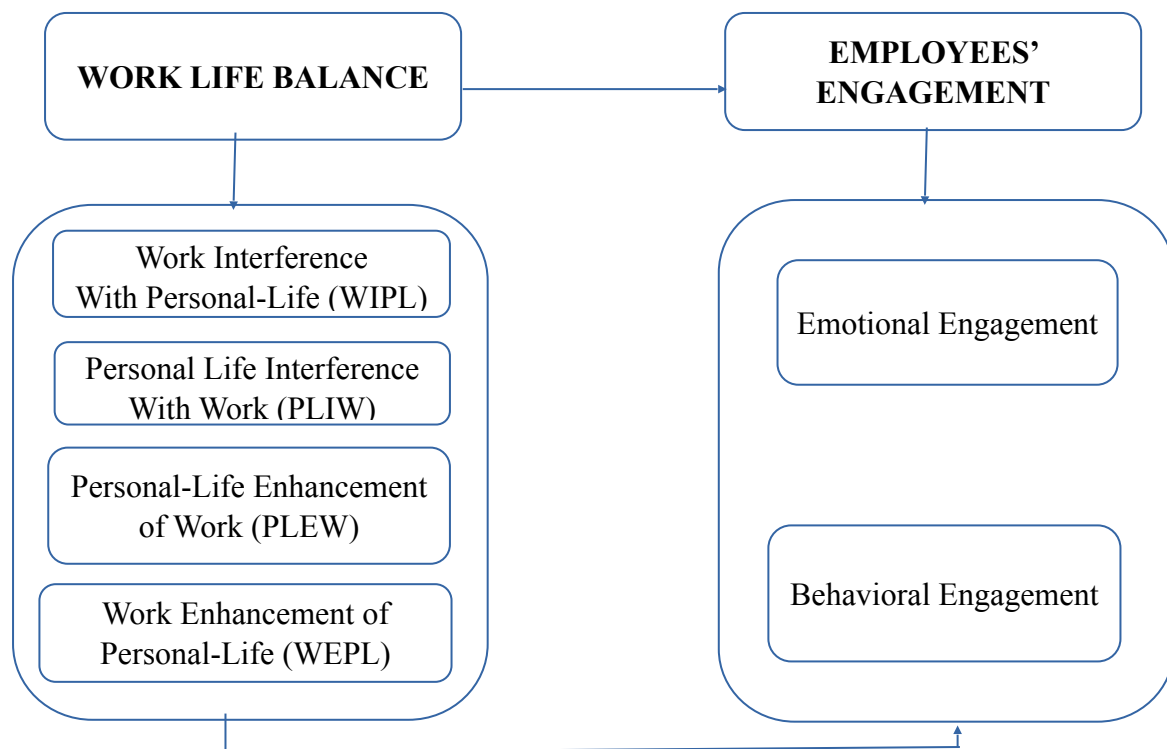 WORK LIFE BALANCE
EMPLOYEES’
ENGAGEMENT
Work Interference
With Personal-Life (WIPL)
Personal Life Interference
With Work (PLIW)
Personal-Life Enhancement
of Work (PLEW)
Work Enhancement of
Personal-Life (WEPL)
Emotional Engagement
Behavioral Engagement